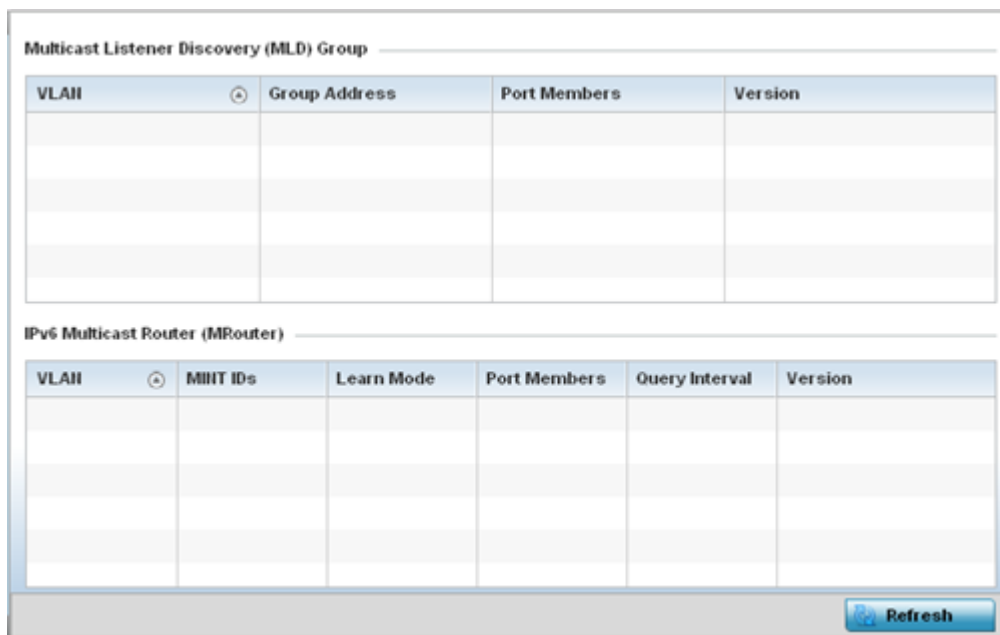 Multicast Listener Discovery (MLD) Group
VLAN Group Address Port Members Version
IPv6 Multicast Router (MRouter)
VLAN MINT IDs Learn Mode Port Members Query Interval Version
Refresh